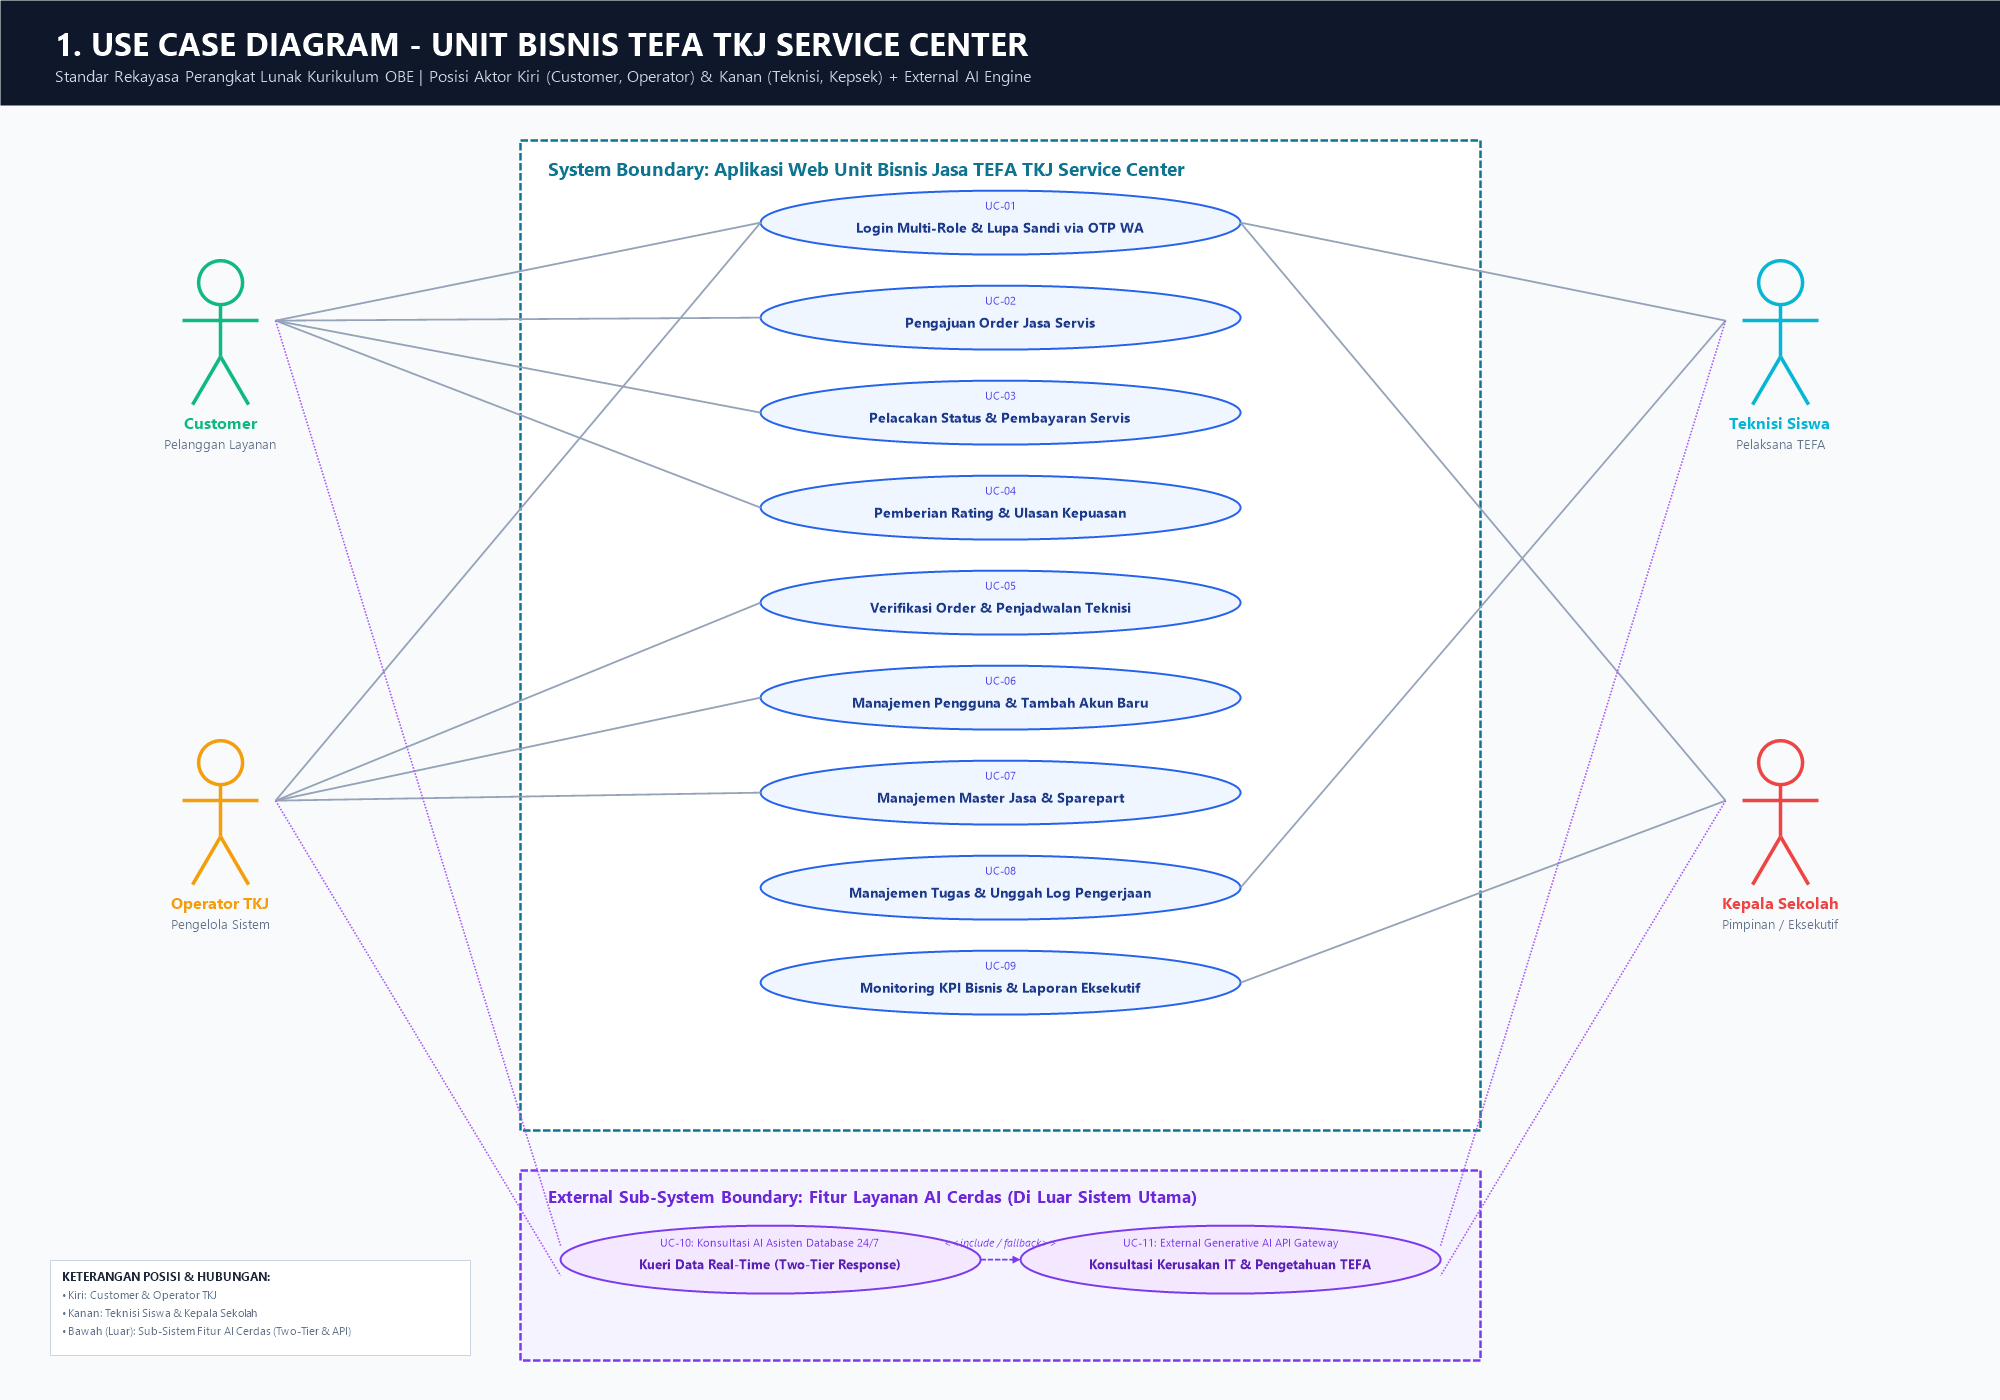 1. USE CASE DIAGRAM - UNIT BISNIS TEFA TKJ SERVICE CENTER
Standar Rekayasa Perangkat Lunak Kurikulum OBE | Posisi Aktor Kiri (Customer, Operator) & Kanan (Teknisi, Kepsek) + External AI Engine
System Boundary: Aplikasi Web Unit Bisnis Jasa TEFA TKJ Service Center
UC-01
Login Multi-Role & Lupa Sandi via OTP WA
UC-02
Pengajuan Order Jasa Servis
UC-03
Pelacakan Status & Pembayaran Servis
UC-04
Pemberian Rating & Ulasan Kepuasan
UC-05
Verifikasi Order & Penjadwalan Teknisi
UC-06
Manajemen Pengguna & Tambah Akun Baru
UC-07
Manajemen Master Jasa & Sparepart
UC-08
Manajemen Tugas & Unggah Log Pengerjaan
UC-09
Monitoring KPI Bisnis & Laporan Eksekutif
Customer
Pelanggan Layanan
Operator TKJ
Pengelola Sistem
Teknisi Siswa
Pelaksana TEFA
Kepala Sekolah
Pimpinan / Eksekutif
External Sub-System Boundary: Fitur Layanan AI Cerdas (Di Luar Sistem Utama)
UC-10: Konsultasi AI Asisten Database 24/7
Kueri Data Real-Time (Two-Tier Response)
<<include / fallback>>
UC-11: External Generative AI API Gateway
Konsultasi Kerusakan IT & Pengetahuan TEFA
KETERANGAN POSISI & HUBUNGAN:
• Kiri: Customer & Operator TKJ
• Kanan: Teknisi Siswa & Kepala Sekolah
• Bawah (Luar): Sub-Sistem Fitur AI Cerdas (Two-Tier & API)